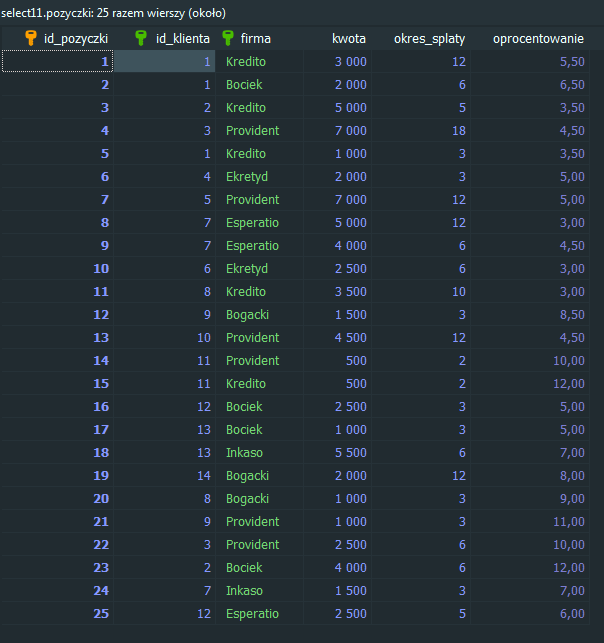 select11.pozyczki: 25 razem wierszy (około)
id_pozyczki id_klienta firma kwota okres_splaty oprocentowanie
1 1 Kredito 3 000 12 5,50
2 1 Bociek 2 000 6 6,50
3 2 Kredito 5 000 5 3,50
4 3 Provident 7 000 18 4,50
5 1 Kredito 1 000 3 3,50
6 4 Ekretyd 2 000 3 5,00
7 5 Provident 7 000 12 5,00
8 7 Esperatio 5 000 12 3,00
9 7 Esperatio 4 000 6 4,50
10 6 Ekretyd 2 500 6 3,00
11 8 Kredito 3 500 10 3,00
12 9 Bogacki 1 500 3 8,50
13 10 Provident 4 500 12 4,50
14 11 Provident 500 2 10,00
15 11 Kredito 500 2 12,00
16 12 Bociek 2 500 3 5,00
17 13 Bociek 1 000 3 5,00
18 13 Inkaso 5 500 6 7,00
19 14 Bogacki 2 000 12 8,00
20 8 Bogacki 1 000 3 9,00
21 9 Provident 1 000 3 11,00
22 3 Provident 2 500 6 10,00
23 2 Bociek 4 000 6 12,00
24 7 Inkaso 1 500 3 7,00
25 12 Esperatio 2 500 5 6,00